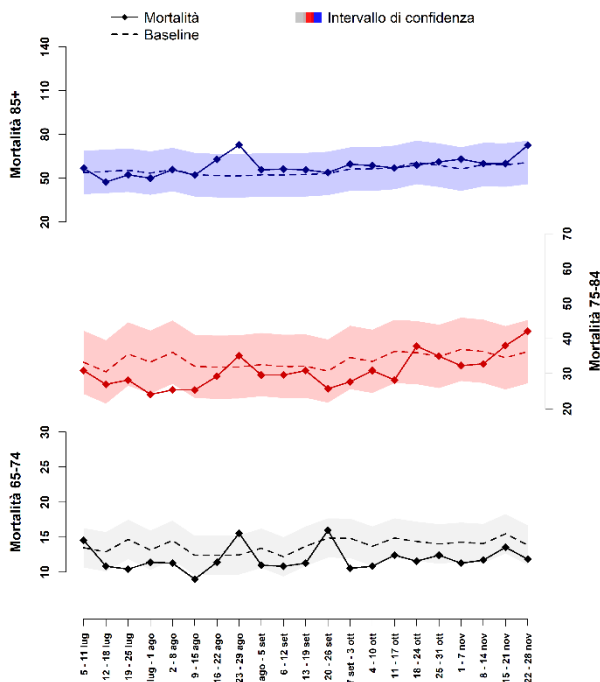 Mortalità
Baseline
Intervallo di confidenza
Mortalità 85+
140
110
80
50
20
Mortalità 75-84
70
60
50
40
30
20
Mortalità 65-74
30
25
20
15
10
5 - 11 lug
12 - 18 lug
19 - 25 lug
lug - 1 ago
2 - 8 ago
9 - 15 ago
16 - 22 ago
23 - 29 ago
ago - 5 set
6 - 12 set
13 - 19 set
20 - 26 set
7 set - 3 ott
4 - 10 ott
11 - 17 ott
18 - 24 ott
25 - 31 ott
1 - 7 nov
8 - 14 nov
15 - 21 nov
22 - 28 nov